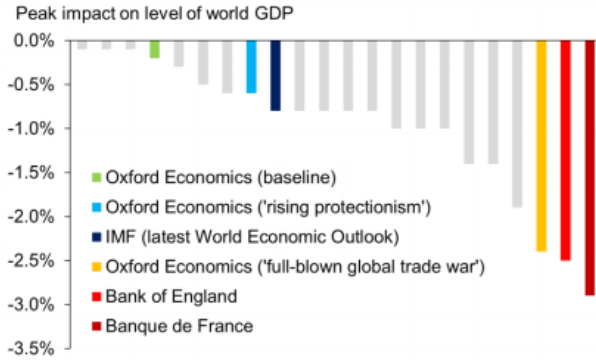 Peak impact on level of world GDP
0.0%
-0.5%
-1.0%
-1.5%
-2.0%
-2.5%
-3.0%
-3.5%
Oxford Economics (baseline)
Oxford Economics ('rising protectionism')
IMF (latest World Economic Outlook)
Oxford Economics ('full-blown global trade war')
Bank of England
Banque de France